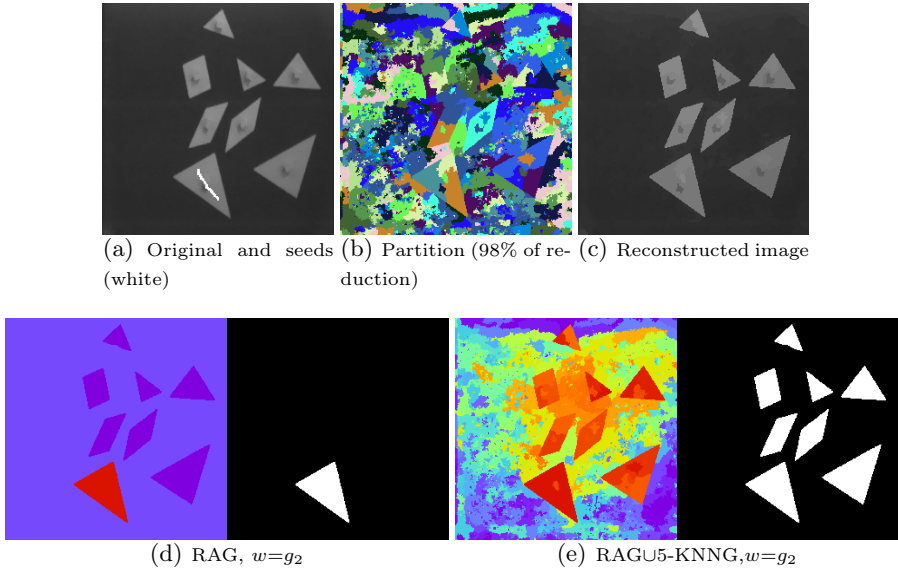 (a) Original and seeds (white)
(b) Partition (98% of re-
duction)
(c) Reconstructed image
(d) RAG, w=g₂
(e) RAG∪5-KNNG,w=g₂